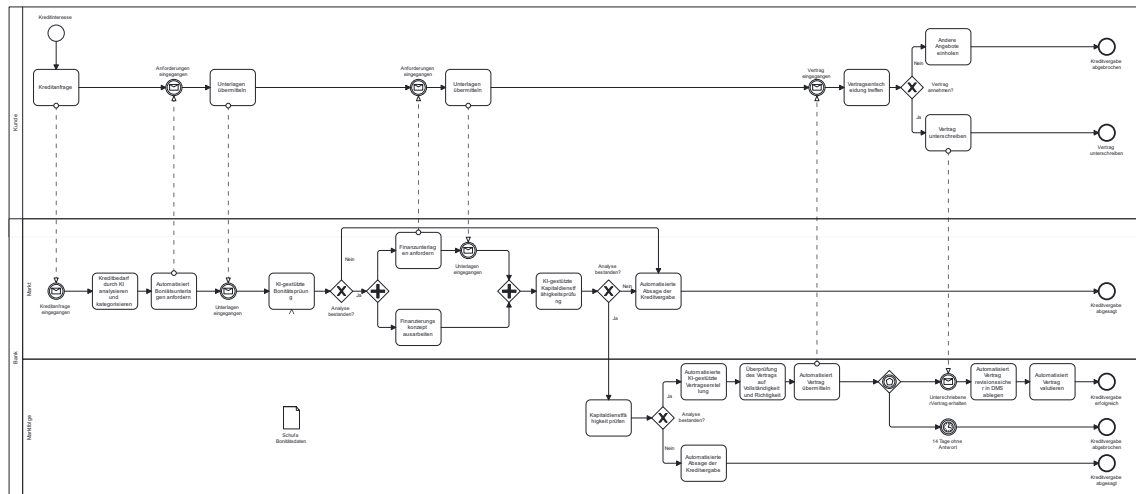 Kreditinteresse
Kreditanfrage
Anforderungen
eingegangen
Unterlagen
übermitteln
Anforderungen
eingegangen
Unterlagen
übermitteln
Vertrag
eingegangen
Vertragsentsch
eidung treffen
Nein
Vertrag
annehmen?
Ja
Andere
Angebote
einholen
Kreditvergabe
abgebrochen
Vertrag
unterschreiben
Vertrag
unterschreiben
Kunde
Bank
Markt
Kreditanfrage
eingegangen
Kreditbedarf
durch KI
analysieren
und
kategorisieren
Automatisiert
Bonitätsunterla
gen anfordern
Unterlagen
eingegangen
KI-gestützte
Bonitätsprüun
g
Nein
Analyse
bestanden?
Ja
Finanzunterlag
en anfordern
Unterlagen
eingegangen
Finanzierungs
konzept
ausarbeiten
KI-gestützte
Kapitaldienstf
ähigkeitsprüfu
ng
Analyse
bestanden?
Nein
Ja
Automatisierte
Absage der
Kreditvergabe
Kreditvergabe
abgesagt
Marktfolge
Schufa
Bonitätsdaten
Kapitaldienstfä
higkeit prüfen
Analyse
bestanden?
Ja
Nein
Automatisierte
KI-gestützte
Vertragserstel
lung
Überprüfung
des Vertrags
auf
Vollständigkeit
und Richtigkeit
Automatisiert
Vertrag
übermitteln
Unterschriebene
r Vertrag erhalten
Automatisiert
Vertrag
revisionssiche
r in DMS
ablegen
Automatisiert
Vertrag
valutieren
Kreditvergabe
erfolgreich
14 Tage ohne
Antwort
Kreditvergabe
abgebrochen
Automatisierte
Absage der
Kreditvergabe
Kreditvergabe
abgesagt